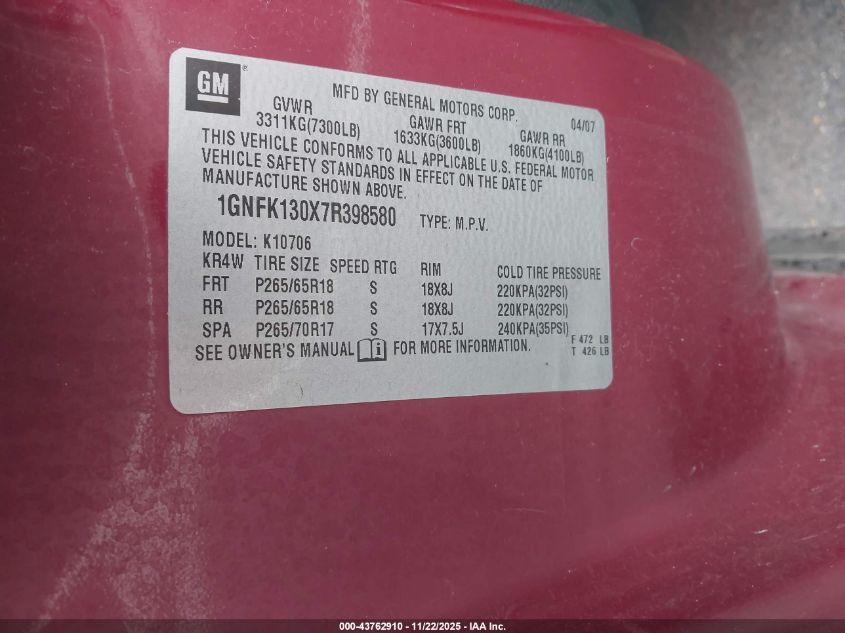 GM®
MFD BY GENERAL MOTORS CORP. 04/07
GVWR GAWR FRT GAWR RR
3311KG(7300LB) 1633KG(3600LB) 1860KG(4100LB)
THIS VEHICLE CONFORMS TO ALL APPLICABLE U.S. FEDERAL MOTOR
VEHICLE SAFETY STANDARDS IN EFFECT ON THE DATE OF
MANUFACTURE SHOWN ABOVE.
1GNFK130X7R398580 TYPE: M.P.V.
MODEL: K10706
KR4W TIRE SIZE SPEED RTG RIM COLD TIRE PRESSURE
FRT P265/65R18 S 18X8J 220KPA(32PSI)
RR P265/65R18 S 18X8J 220KPA(32PSI)
SPA P265/70R17 S 17X7.5J 240KPA(35PSI)
F 472 LB
SEE OWNER'S MANUAL i FOR MORE INFORMATION. T 426 LB
000-43762910 - 11/22/2025 - IAA Inc.